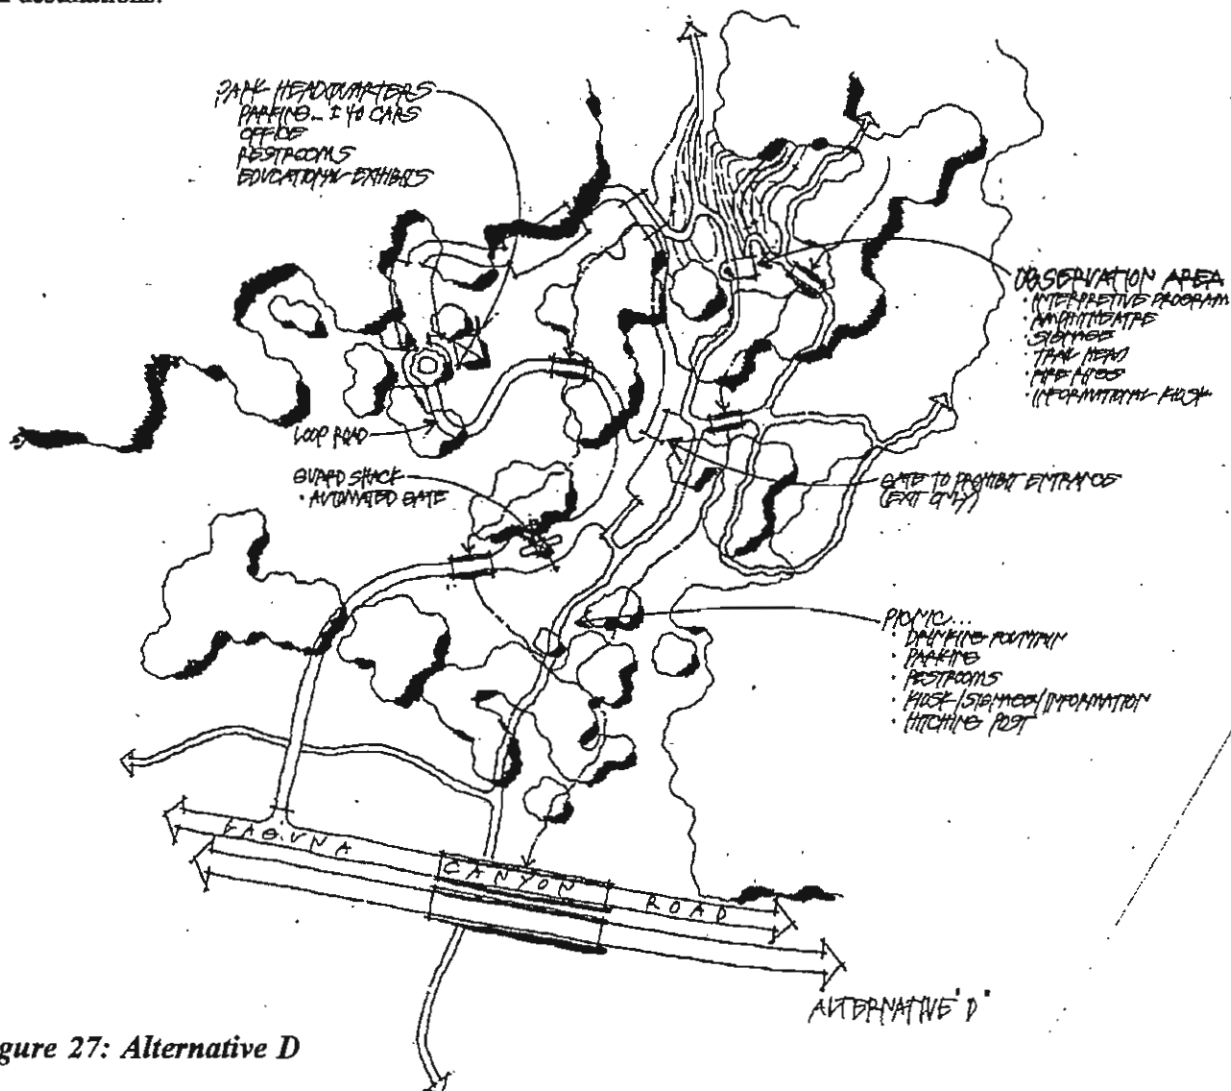 destinations.
PARK HEADQUARTERS
PARKING - ± 40 CARS
OFFICE
RESTROOMS
EDUCATIONAL EXHIBITS
OBSERVATION AREA
· INTERPRETIVE PROGRAM
· AMPHITHEATRE
· SIGNAGE
· TRAIL HEAD
· INFORMATIONAL KIOSK
LOOP ROAD
GUARD SHACK
· AUTOMATED GATE
GATE TO PROHIBIT ENTRANCE
(EXIT ONLY)
PICNIC...
· DRINKING FOUNTAIN
· PARKING
· RESTROOMS
· KIOSK/SIGNAGE/INFORMATION
· HITCHING POST
LAGUNA CANYON ROAD
ALTERNATIVE "D"
gure 27: Alternative D